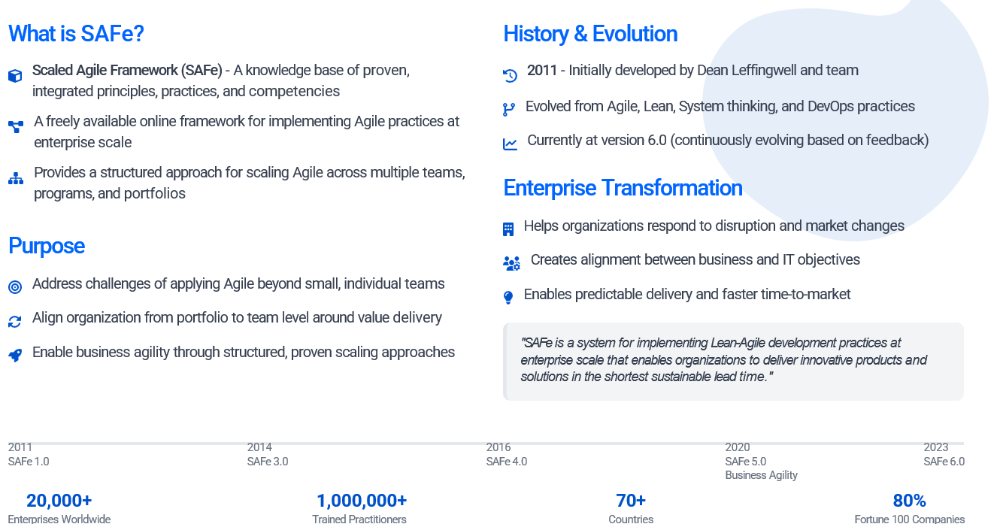 What is SAFe?
Scaled Agile Framework (SAFe) - A knowledge base of proven,
integrated principles, practices, and competencies
A freely available online framework for implementing Agile practices at
enterprise scale
Provides a structured approach for scaling Agile across multiple teams,
programs, and portfolios
Purpose
Address challenges of applying Agile beyond small, individual teams
Align organization from portfolio to team level around value delivery
Enable business agility through structured, proven scaling approaches
History & Evolution
2011 - Initially developed by Dean Leffingwell and team
Evolved from Agile, Lean, System thinking, and DevOps practices
Currently at version 6.0 (continuously evolving based on feedback)
Enterprise Transformation
Helps organizations respond to disruption and market changes
Creates alignment between business and IT objectives
Enables predictable delivery and faster time-to-market
"SAFe is a system for implementing Lean-Agile development practices at
enterprise scale that enables organizations to deliver innovative products and
solutions in the shortest sustainable lead time."
2011
SAFe 1.0
2014
SAFe 3.0
2016
SAFe 4.0
2020
SAFe 5.0
Business Agility
2023
SAFe 6.0
20,000+
Enterprises Worldwide
1,000,000+
Trained Practitioners
70+
Countries
80%
Fortune 100 Companies